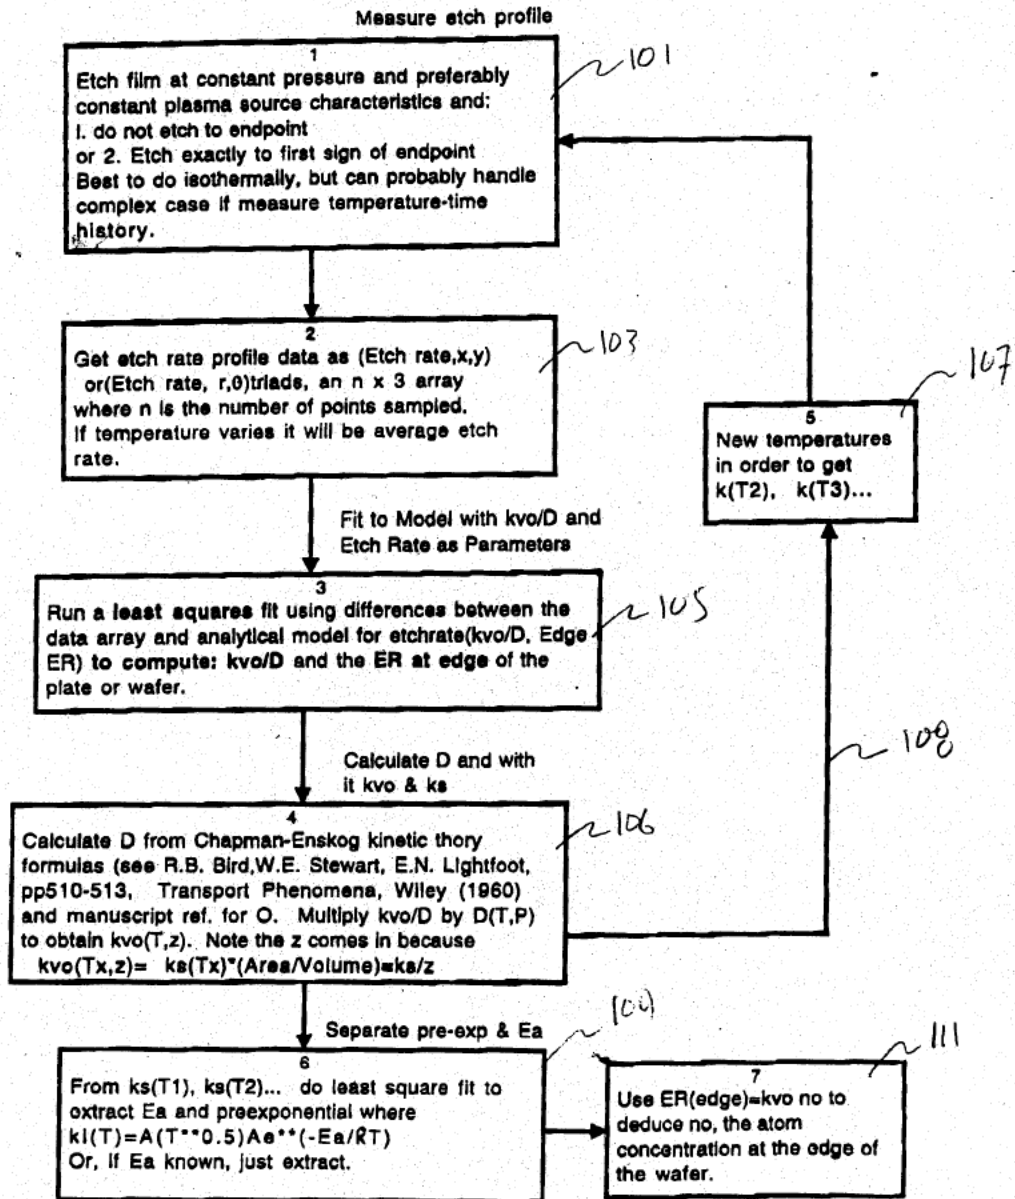 Measure etch profile
1
Etch film at constant pressure and preferably
constant plasma source characteristics and:
I. do not etch to endpoint
or 2. Etch exactly to first sign of endpoint
Best to do isothermally, but can probably handle
complex case if measure temperature-time
history.
101
2
Get etch rate profile data as (Etch rate,x,y)
or(Etch rate, r,θ)triads, an n x 3 array
where n is the number of points sampled.
If temperature varies it will be average etch
rate.
103
107
5
New temperatures
in order to get
k(T2), k(T3)...
Fit to Model with kvo/D and
Etch Rate as Parameters
3
Run a least squares fit using differences between the
data array and analytical model for etchrate(kvo/D, Edge
ER) to compute: kvo/D and the ER at edge of the
plate or wafer.
105
108
Calculate D and with
it kvo & ks
4
Calculate D from Chapman-Enskog kinetic thory
formulas (see R.B. Bird,W.E. Stewart, E.N. Lightfoot,
pp510-513, Transport Phenomena, Wiley (1960)
and manuscript ref. for O. Multiply kvo/D by D(T,P)
to obtain kvo(T,z). Note the z comes in because
kvo(Tx,z)= ks(Tx)*(Area/Volume)=ks/z
106
Separate pre-exp & Ea
109
6
From ks(T1), ks(T2)... do least square fit to
extract Ea and preexponential where
ki(T)=A(T**0.5)Ae**(-Ea/RT)
Or, if Ea known, just extract.
111
7
Use ER(edge)=kvo no to
deduce no, the atom
concentration at the edge of
the wafer.